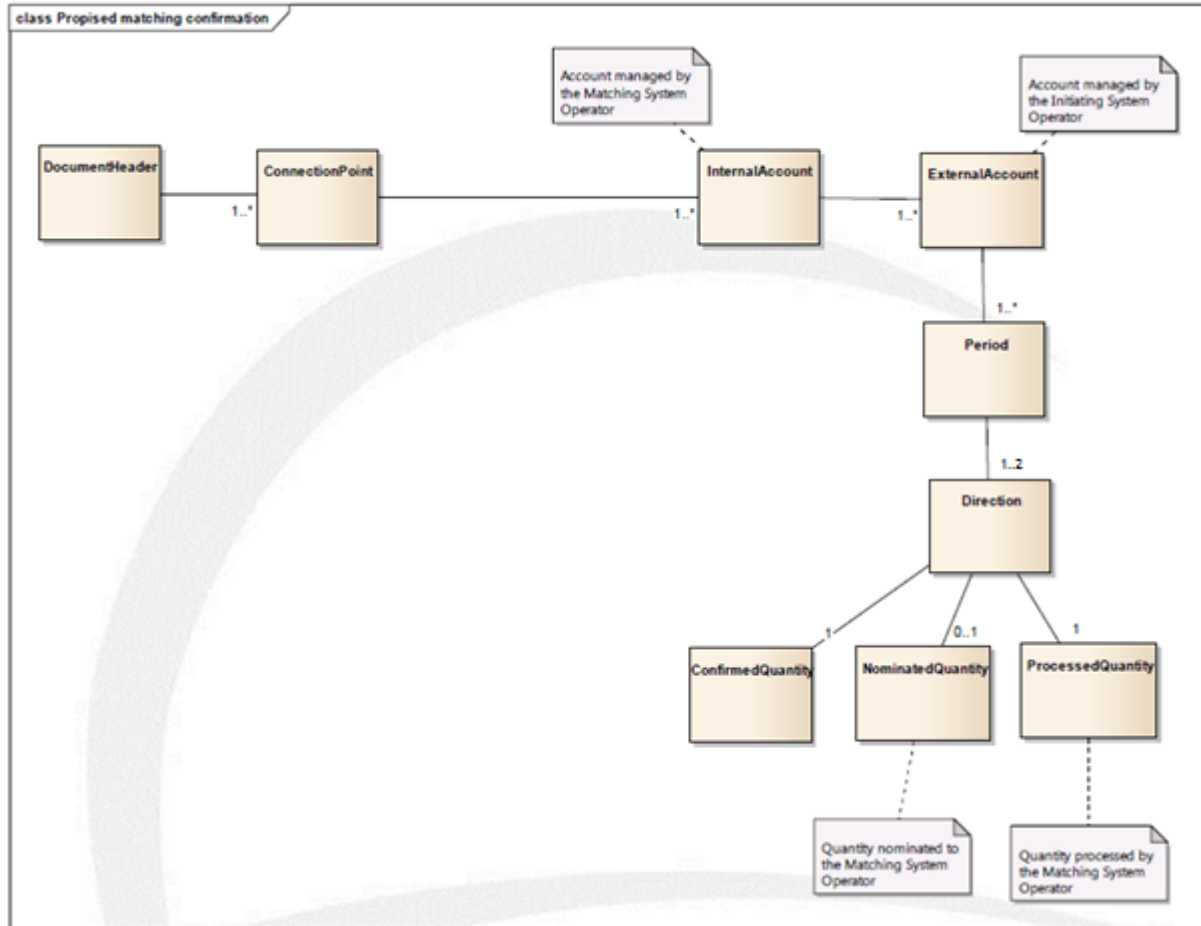 class Propised matching confirmation
Account managed by
the Matching System
Operator
Account managed by
the Initiating System
Operator
DocumentHeader
ConnectionPoint
InternalAccount
ExternalAccount
1..*
1..*
1..*
1..*
Period
1..2
Direction
1
0..1
1
ConfirmedQuantity
NominatedQuantity
ProcessedQuantity
Quantity nominated to
the Matching System
Operator
Quantity processed by
the Matching System
Operator